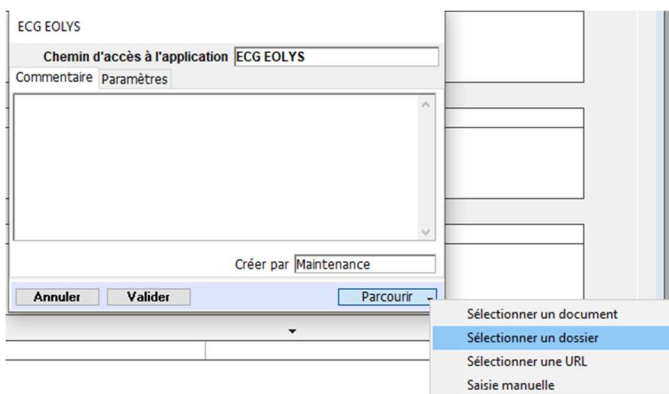 ECG EOLYS
Chemin d'accès à l'application ECG EOLYS
Commentaire Paramètres
Créer par Maintenance
Annuler Valider Parcourir
Sélectionner un document
Sélectionner un dossier
Sélectionner une URL
Saisie manuelle